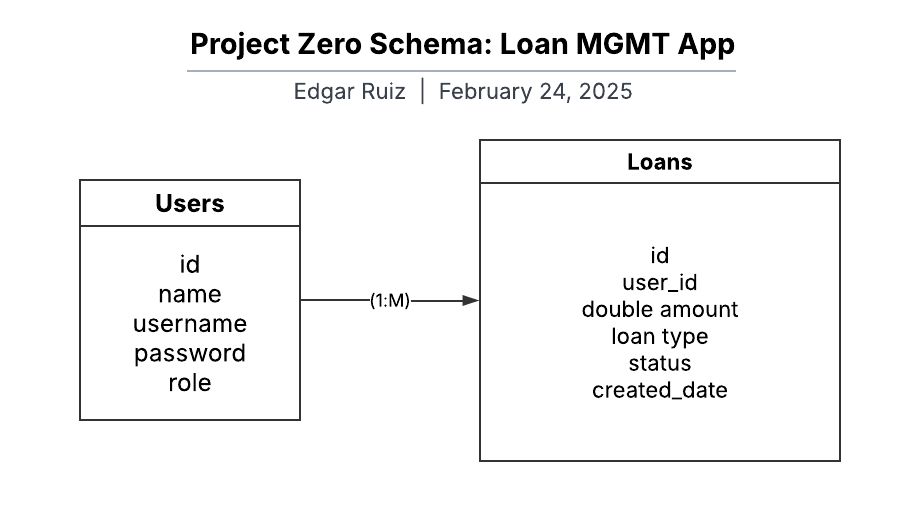 Project Zero Schema: Loan MGMT App
Edgar Ruiz | February 24, 2025
Users
id
name
username
password
role
(1:M)
Loans
id
user_id
double amount
loan type
status
created_date